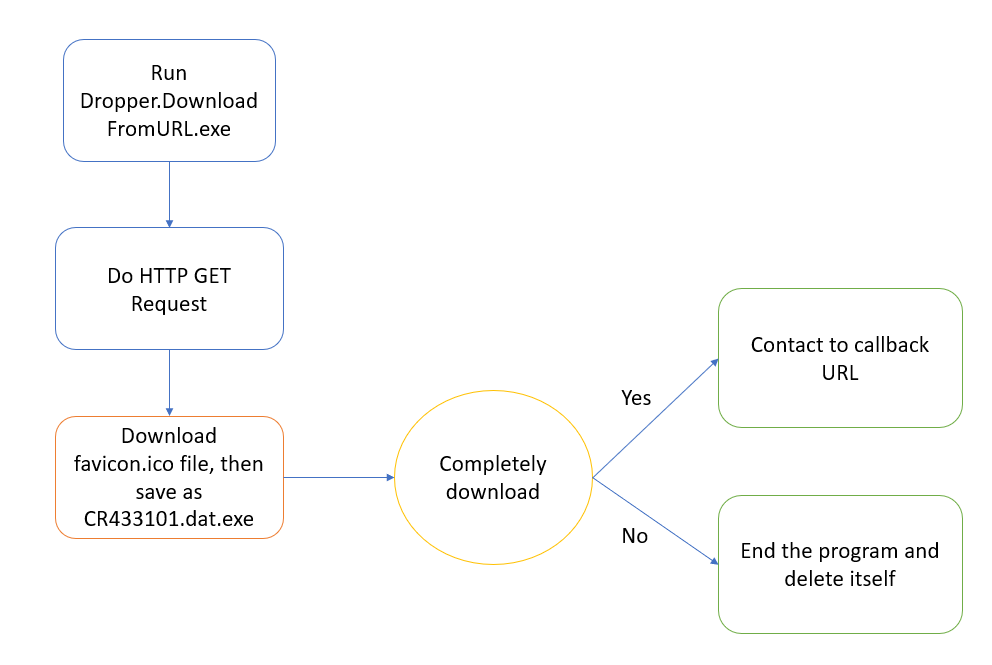 Run
Dropper.Download
FromURL.exe
Do HTTP GET
Request
Download
favicon.ico file, then
save as
CR433101.dat.exe
Completely
download
Yes
No
Contact to callback
URL
End the program and
delete itself